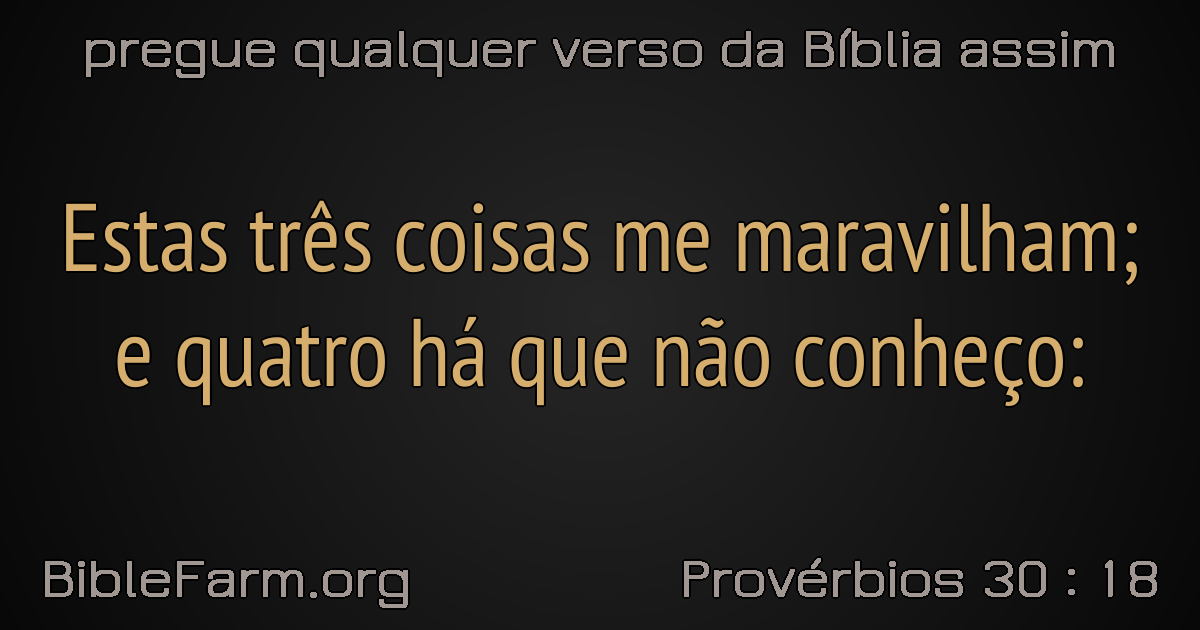 pregue qualquer verso da Bíblia assim
Estas três coisas me maravilham;
e quatro há que não conheço:
BibleFarm.org
Provérbios 30 : 18